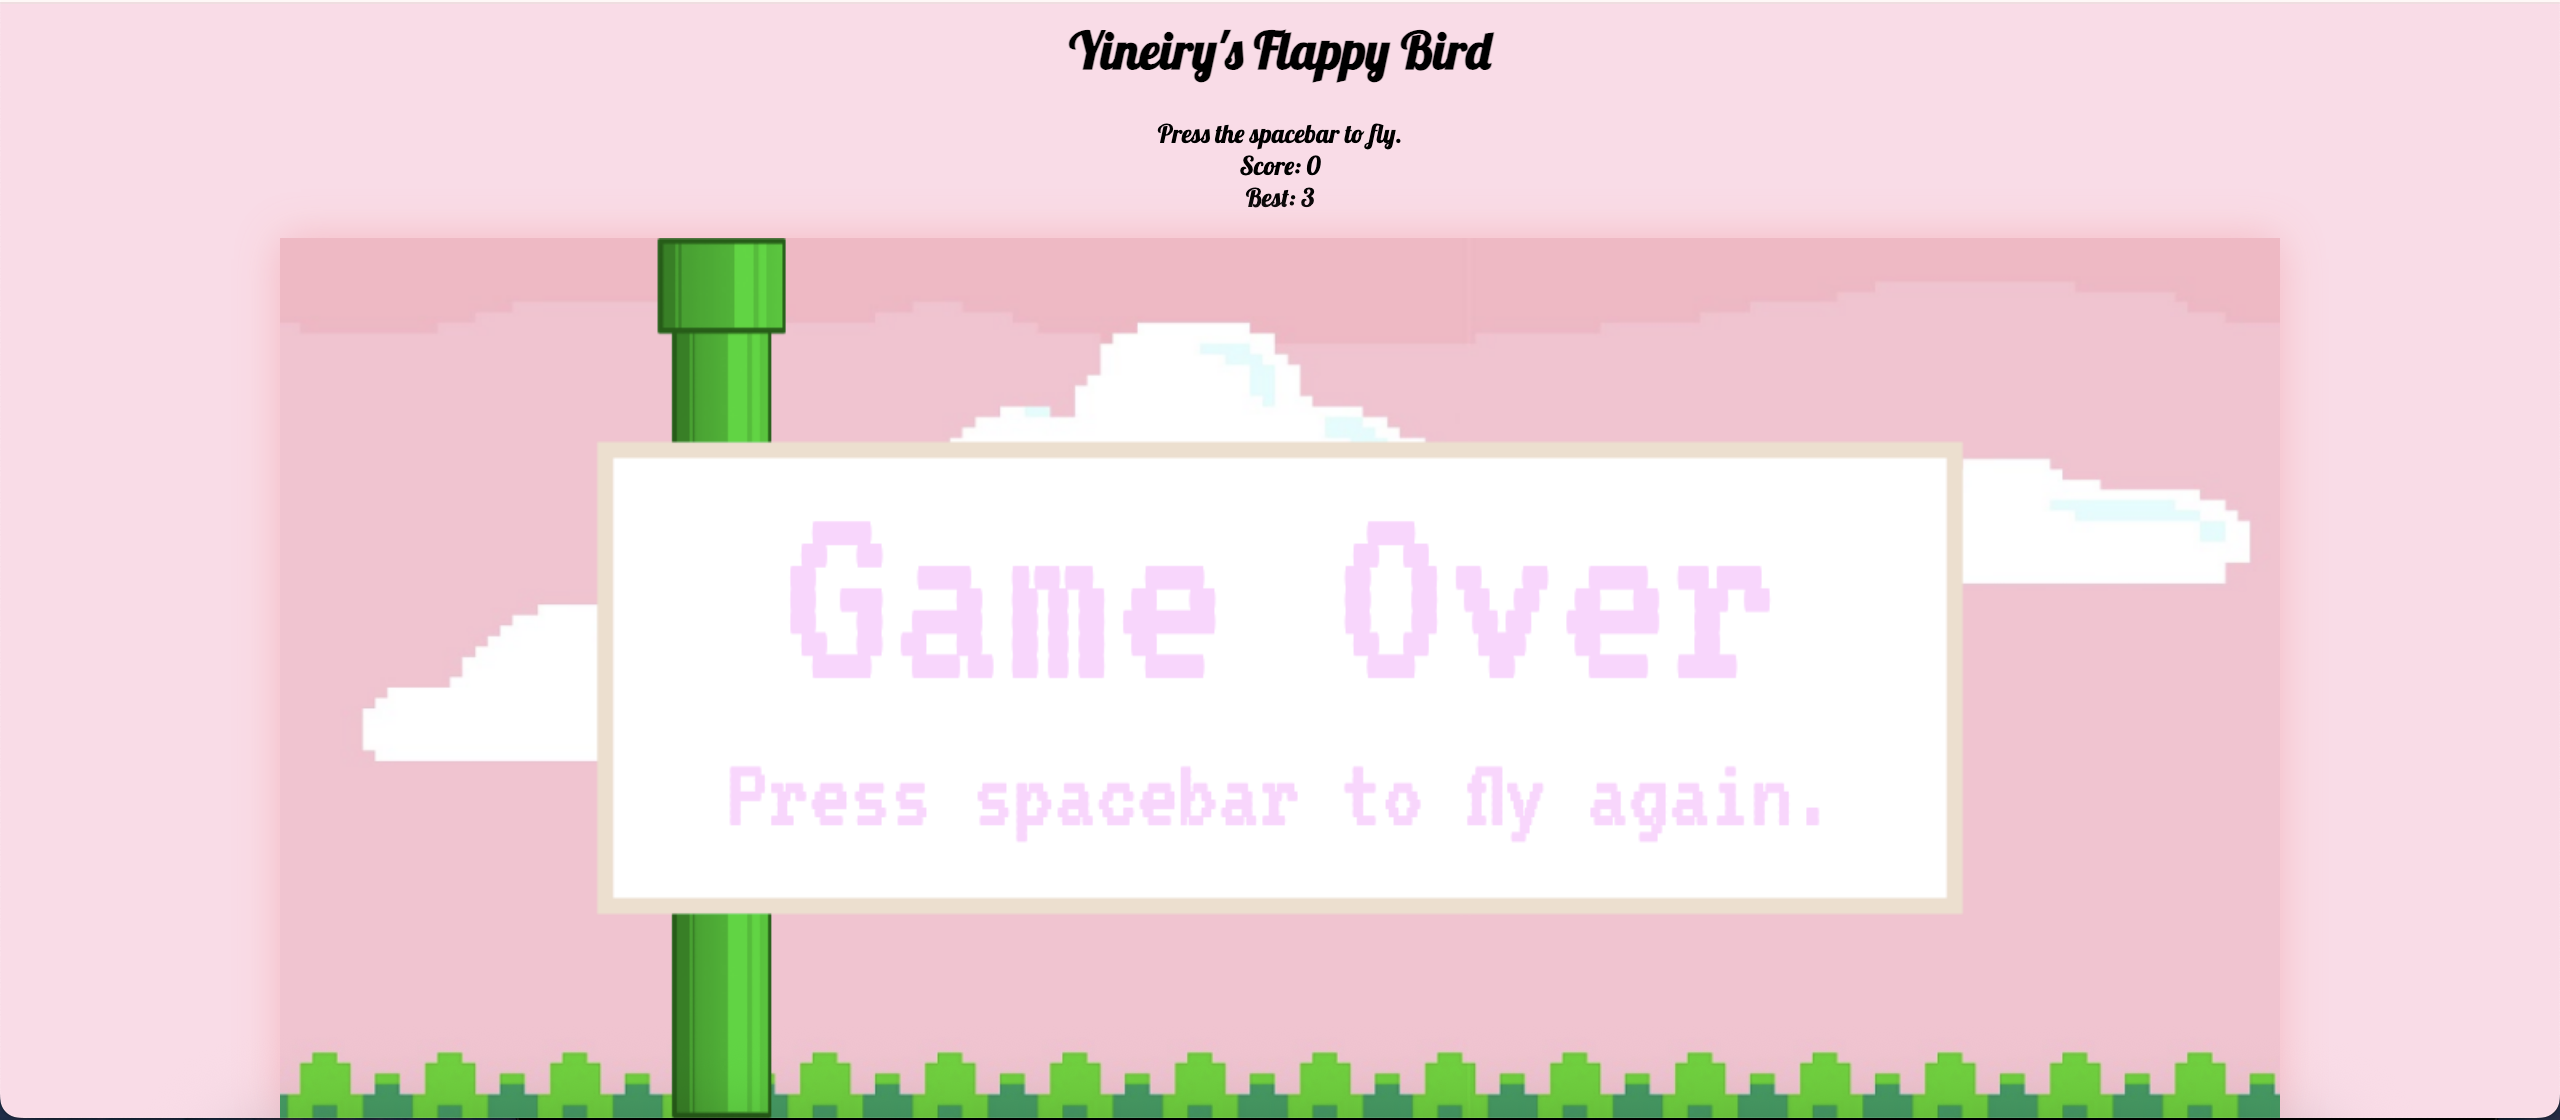 Yineiry's Flappy Bird
Press the spacebar to fly.
Score: 0
Best: 3
Game Over
Press spacebar to fly again.